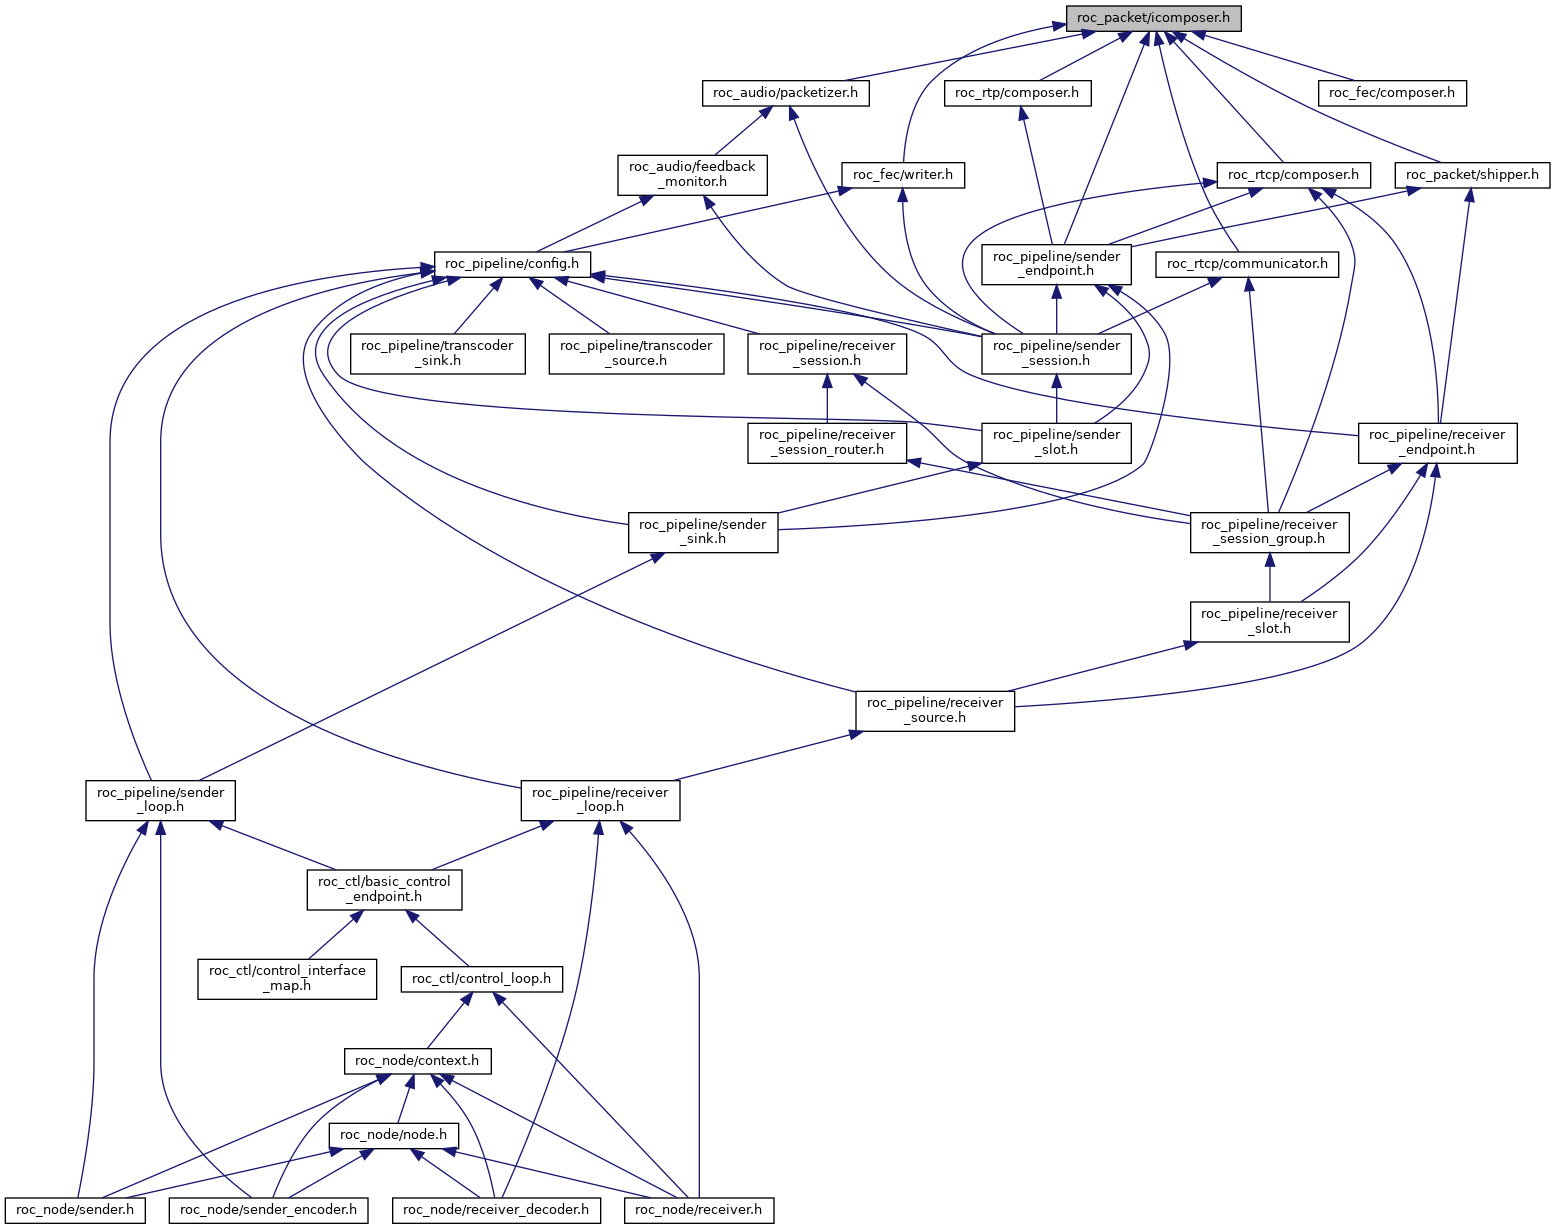 roc_packet/icomposer.h
roc_audio/packetizer.h
roc_rtp/composer.h
roc_fec/composer.h
roc_audio/feedback
_monitor.h
roc_fec/writer.h
roc_rtcp/composer.h
roc_packet/shipper.h
roc_pipeline/config.h
roc_pipeline/sender
_endpoint.h
roc_rtcp/communicator.h
roc_pipeline/transcoder
_sink.h
roc_pipeline/transcoder
_source.h
roc_pipeline/receiver
_session.h
roc_pipeline/sender
_session.h
roc_pipeline/receiver
_session_router.h
roc_pipeline/sender
_slot.h
roc_pipeline/receiver
_endpoint.h
roc_pipeline/sender
_sink.h
roc_pipeline/receiver
_session_group.h
roc_pipeline/receiver
_slot.h
roc_pipeline/receiver
_source.h
roc_pipeline/sender
_loop.h
roc_pipeline/receiver
_loop.h
roc_ctl/basic_control
_endpoint.h
roc_ctl/control_interface
_map.h
roc_ctl/control_loop.h
roc_node/context.h
roc_node/node.h
roc_node/sender.h
roc_node/sender_encoder.h
roc_node/receiver_decoder.h
roc_node/receiver.h